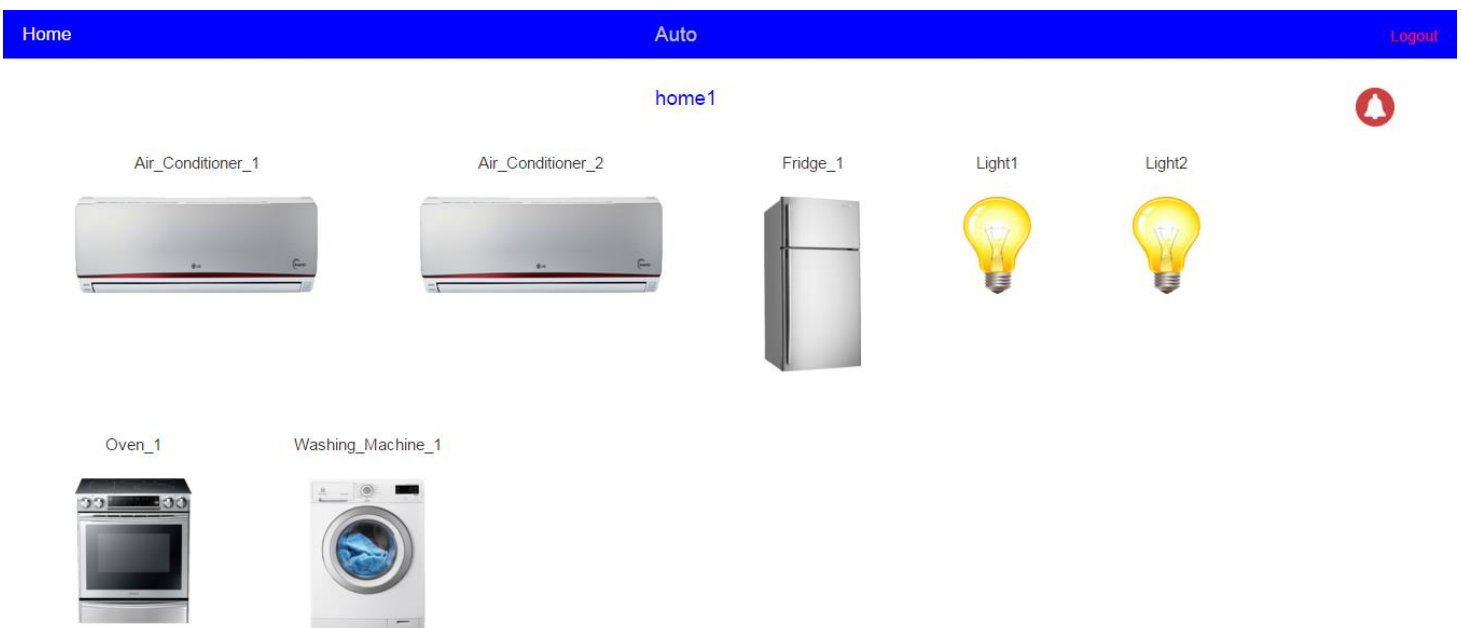 Home Auto Logout
home1
Air_Conditioner_1 Air_Conditioner_2 Fridge_1 Light1 Light2
Oven_1 Washing_Machine_1